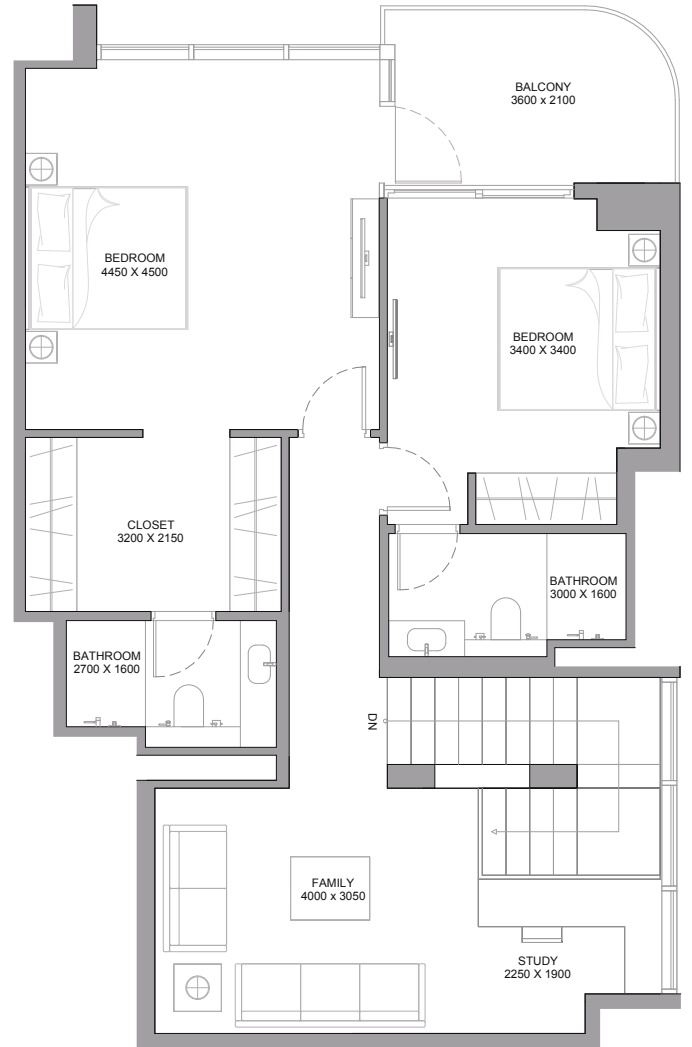 BALCONY
3600 x 2100
BEDROOM
4450 X 4500
BEDROOM
3400 X 3400
CLOSET
3200 X 2150
BATHROOM
3000 X 1600
BATHROOM
2700 X 1600
DN
FAMILY
4000 x 3050
STUDY
2250 X 1900